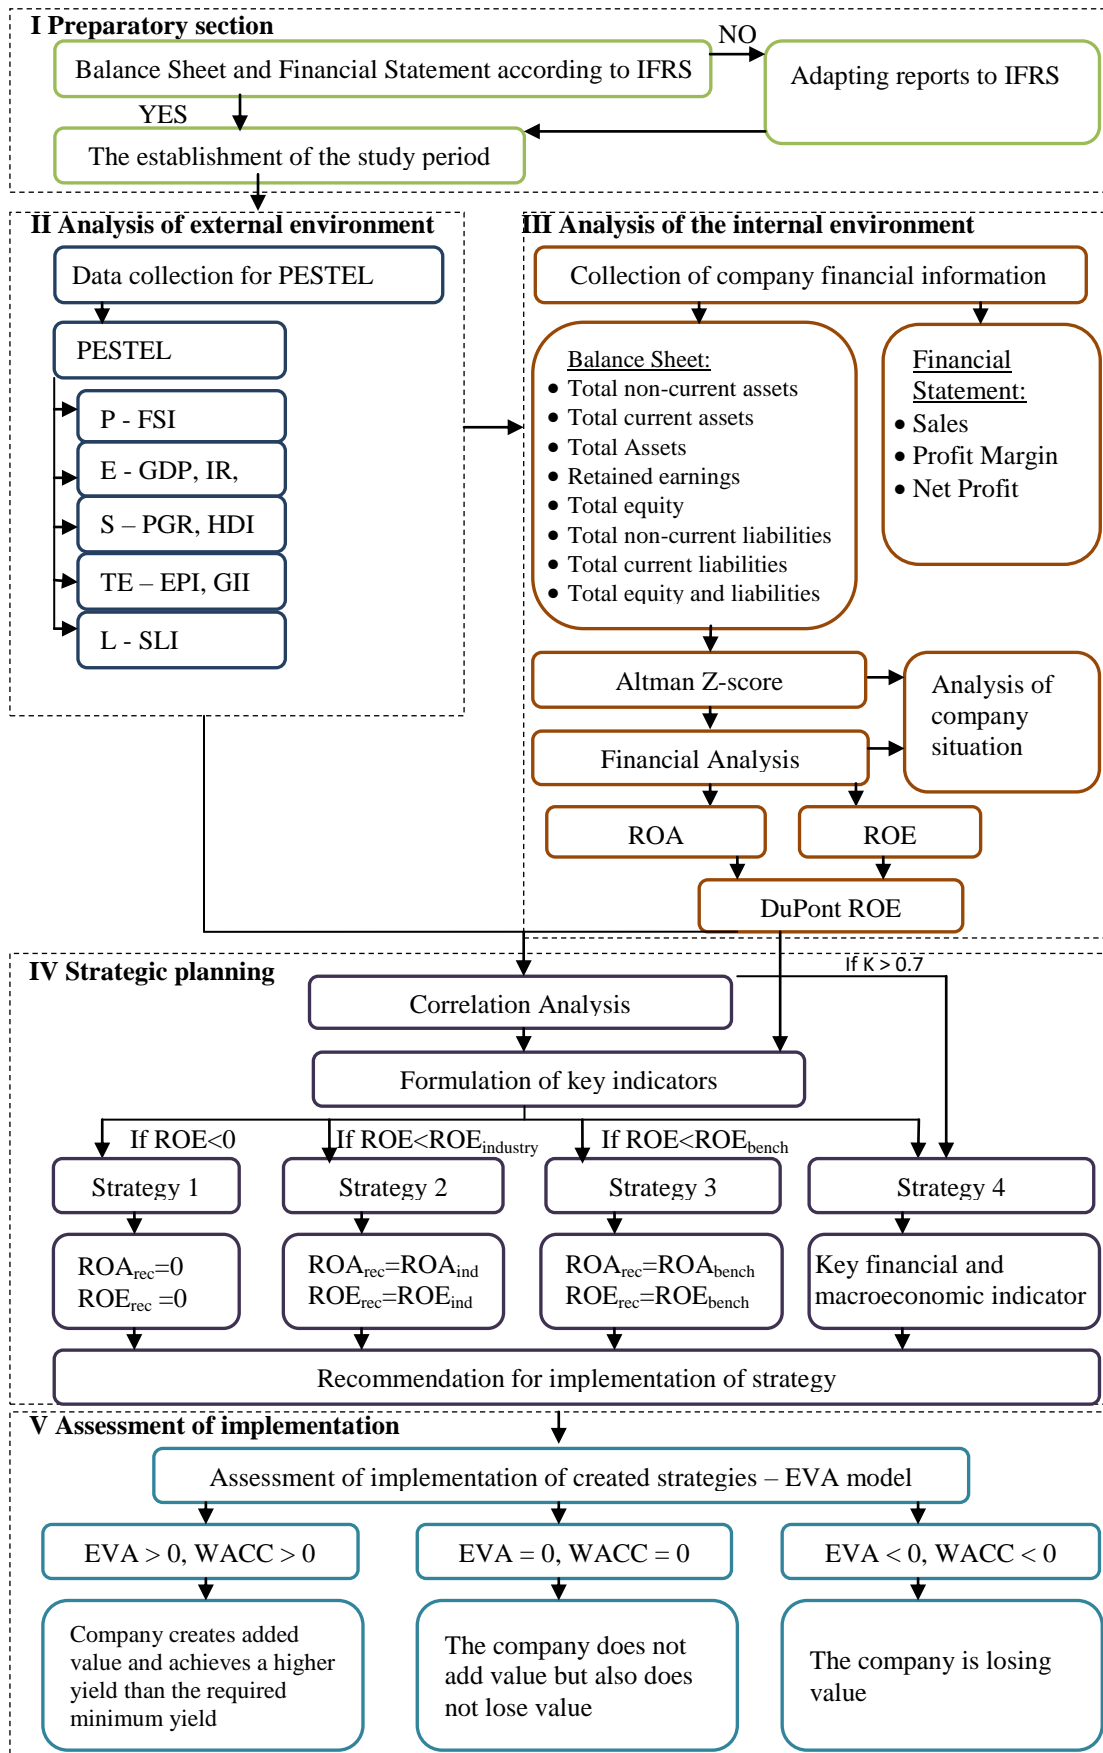 I Preparatory section
NO
Balance Sheet and Financial Statement according to IFRS
Adapting reports to IFRS
YES
The establishment of the study period
II Analysis of external environment
Data collection for PESTEL
PESTEL
P - FSI
E - GDP, IR,
S – PGR, HDI
TE – EPI, GII
L - SLI
III Analysis of the internal environment
Collection of company financial information
Balance Sheet:
• Total non-current assets
• Total current assets
• Total Assets
• Retained earnings
• Total equity
• Total non-current liabilities
• Total current liabilities
• Total equity and liabilities
Financial
Statement:
• Sales
• Profit Margin
• Net Profit
Altman Z-score
Analysis of
company
situation
Financial Analysis
ROA
ROE
DuPont ROE
IV Strategic planning
If K > 0.7
Correlation Analysis
Formulation of key indicators
If ROE<0
If ROE<ROEindustry
If ROE<ROEbench
Strategy 1
Strategy 2
Strategy 3
Strategy 4
ROArec=0
ROErec =0
ROArec=ROAind
ROErec=ROEind
ROArec=ROAbench
ROErec=ROEbench
Key financial and
macroeconomic indicator
Recommendation for implementation of strategy
V Assessment of implementation
Assessment of implementation of created strategies – EVA model
EVA > 0, WACC > 0
EVA = 0, WACC = 0
EVA < 0, WACC < 0
Company creates added
value and achieves a higher
yield than the required
minimum yield
The company does not
add value but also does
not lose value
The company is losing
value